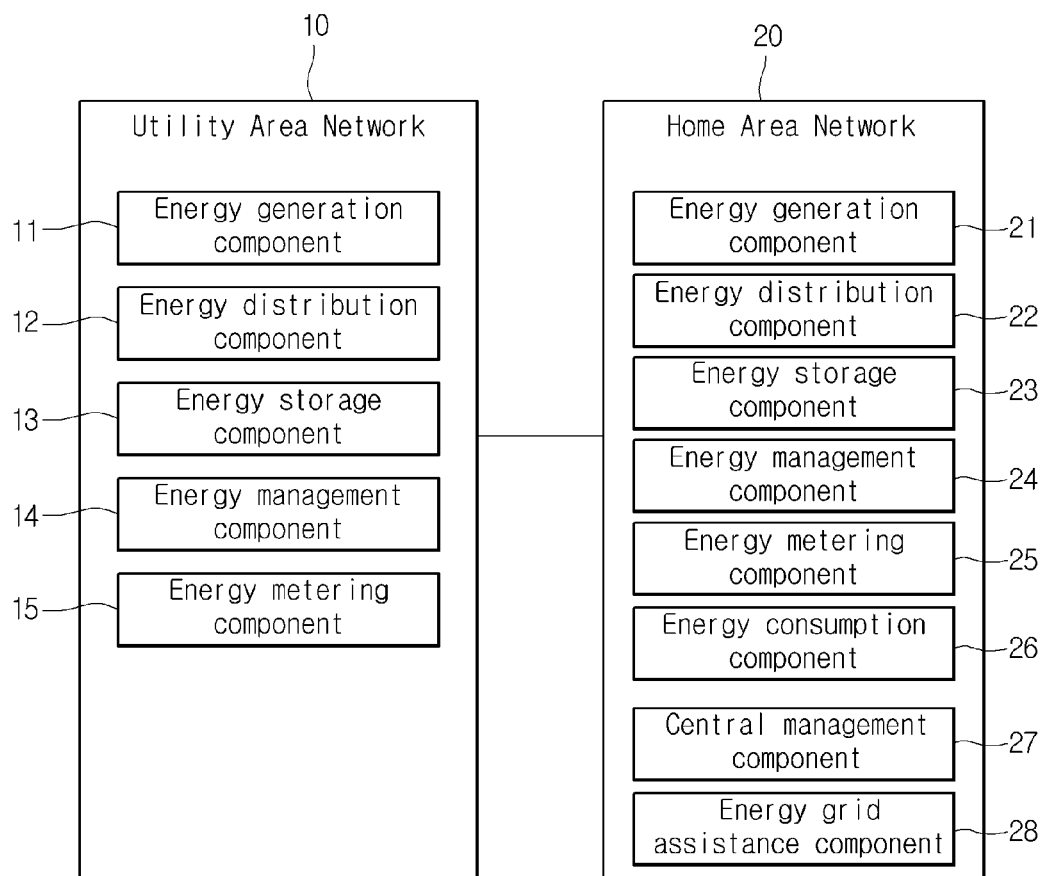 10
20
Utility Area Network
Home Area Network
Energy generation
component
11
Energy distribution
component
12
Energy storage
component
13
Energy management
component
14
Energy metering
component
15
Energy generation
component
21
Energy distribution
component
22
Energy storage
component
23
Energy management
component
24
Energy metering
component
25
Energy consumption
component
26
Central management
component
27
Energy grid
assistance component
28